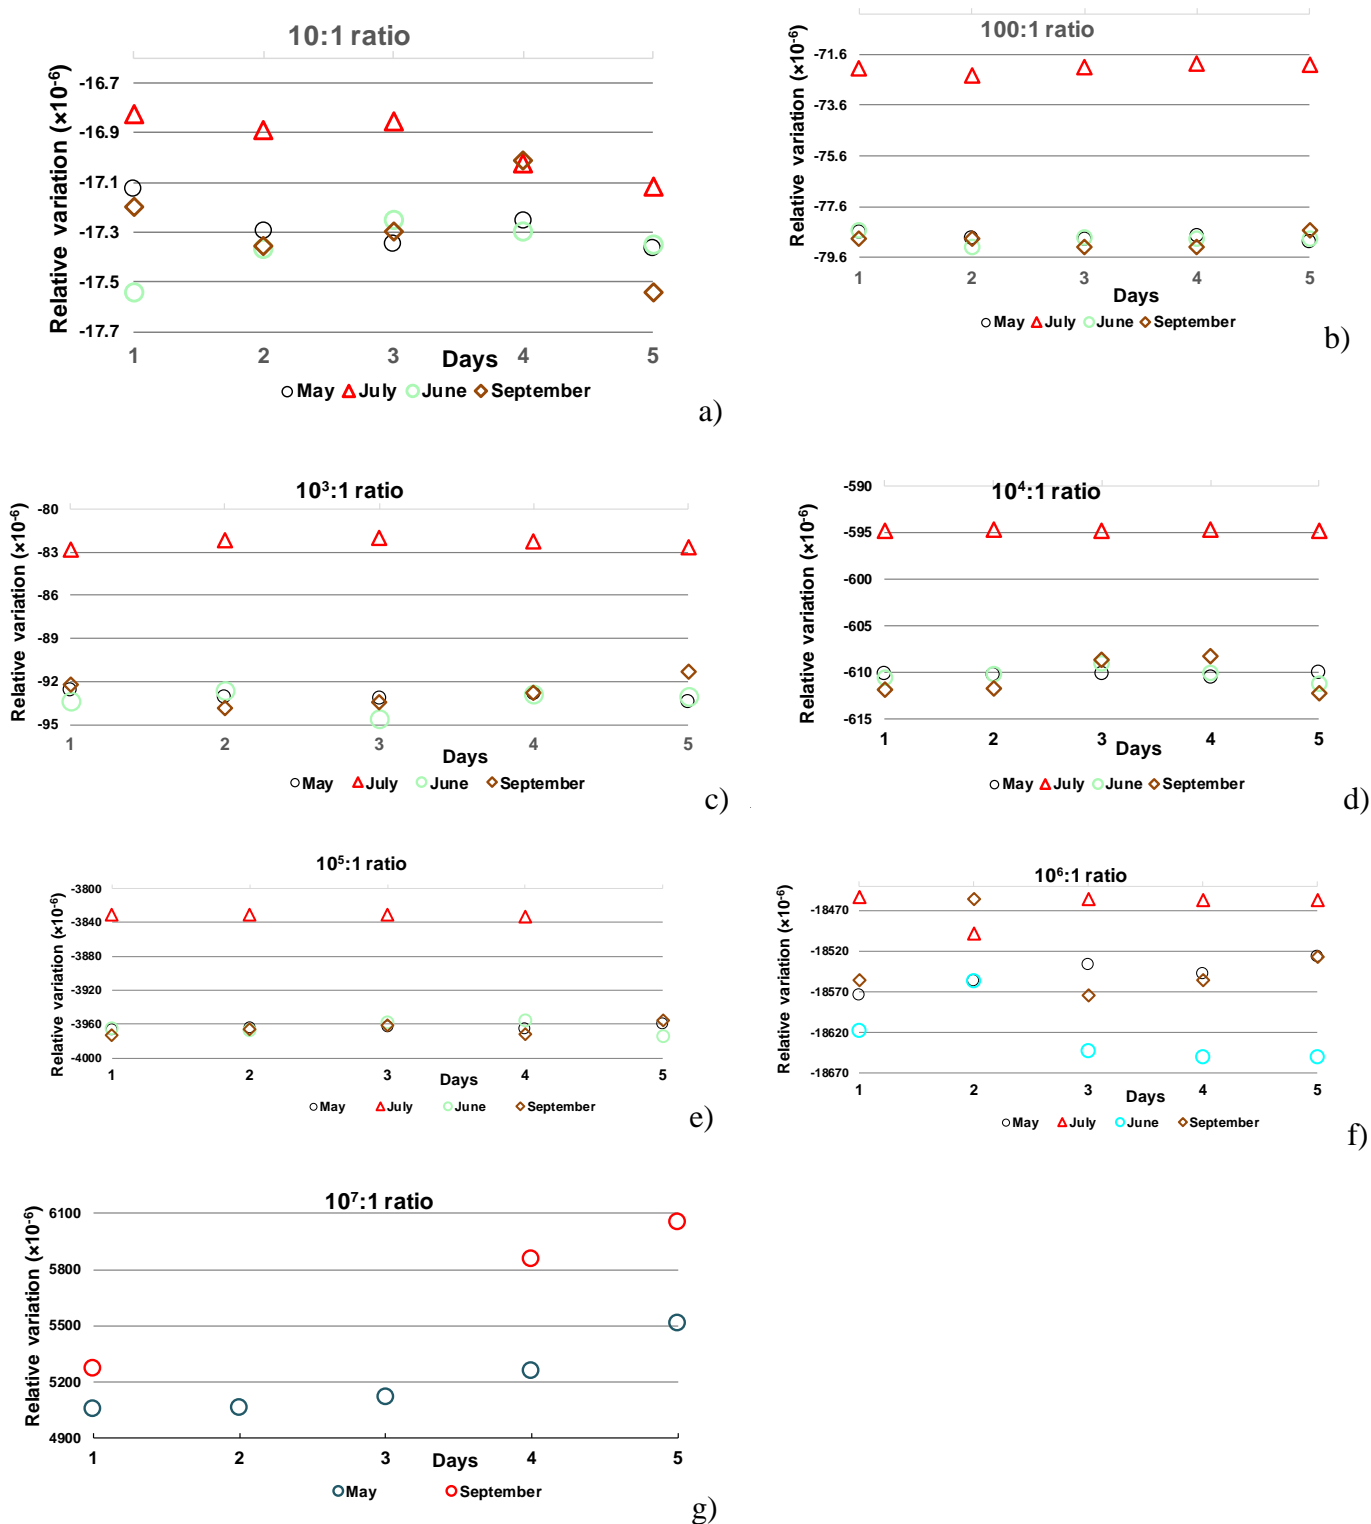 10:1 ratio
Relative variation (×10⁻⁶)
-16.7
-16.9
-17.1
-17.3
-17.5
-17.7
1 2 3 4 5
Days
May July June September
a)
100:1 ratio
Relative variation (×10⁻⁶)
-71.6
-73.6
-75.6
-77.6
-79.6
1 2 3 4 5
Days
May July June September
b)
10³:1 ratio
Relative variation (×10⁻⁶)
-80
-83
-86
-89
-92
-95
1 2 3 4 5
Days
May July June September
c)
10⁴:1 ratio
Relative variation (×10⁻⁶)
-590
-595
-600
-605
-610
-615
1 2 3 4 5
Days
May July June September
d)
10⁵:1 ratio
Relative variation (×10⁻⁶)
-3800
-3840
-3880
-3920
-3960
-4000
1 2 3 4 5
Days
May July June September
e)
10⁶:1 ratio
Relative variation (×10⁻⁶)
-18470
-18520
-18570
-18620
-18670
1 2 3 4 5
Days
May July June September
f)
10⁷:1 ratio
Relative variation (×10⁻⁶)
6100
5800
5500
5200
4900
1 2 3 4 5
Days
May September
g)